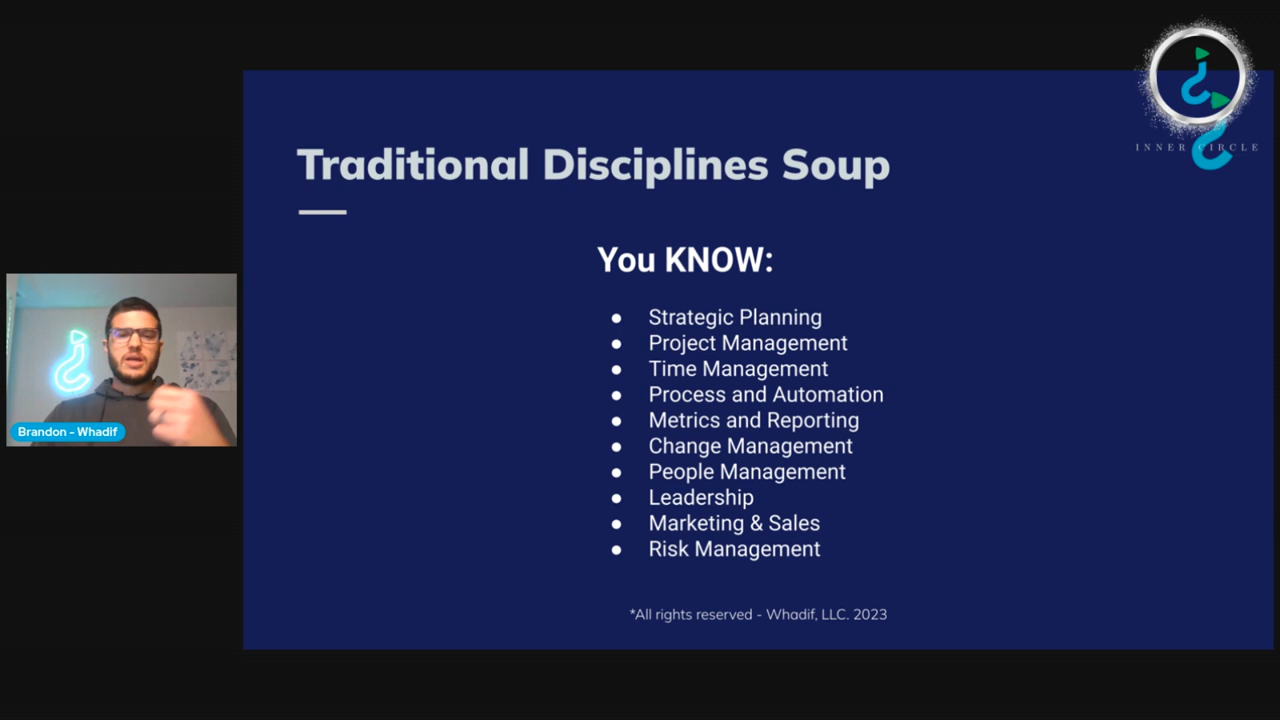 INNER CIRCLE
Traditional Disciplines Soup
You KNOW:
● Strategic Planning
● Project Management
● Time Management
● Process and Automation
● Metrics and Reporting
● Change Management
● People Management
● Leadership
● Marketing & Sales
● Risk Management
*All rights reserved - Whadif, LLC. 2023
Brandon - Whadif